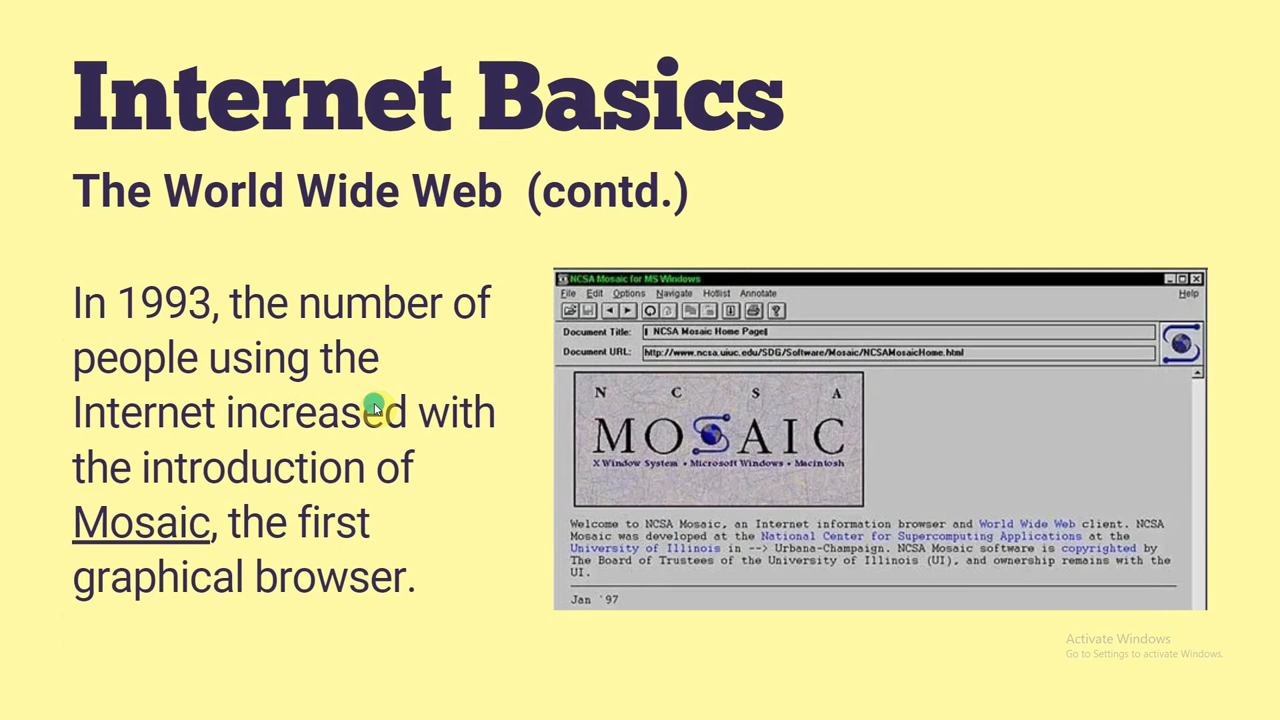 Internet Basics
The World Wide Web (contd.)
In 1993, the number of
people using the
Internet increased with
the introduction of
Mosaic, the first
graphical browser.
NCSA Mosaic for MS Windows
File Edit Options Navigate Hotlist Annotate Help
Document Title: NCSA Mosaic Home Page
Document URL: http://www.ncsa.uiuc.edu/SDG/Software/Mosaic/NCSAMosaicHome.html
N C S A
MOSAIC
X Window System • Microsoft Windows • Macintosh
Welcome to NCSA Mosaic, an Internet information browser and World Wide Web client. NCSA
Mosaic was developed at the National Center for Supercomputing Applications at the
University of Illinois in --> Urbana-Champaign. NCSA Mosaic software is copyrighted by
The Board of Trustees of the University of Illinois (UI), and ownership remains with the
UI.
Jan '97
Activate Windows
Go to Settings to activate Windows.